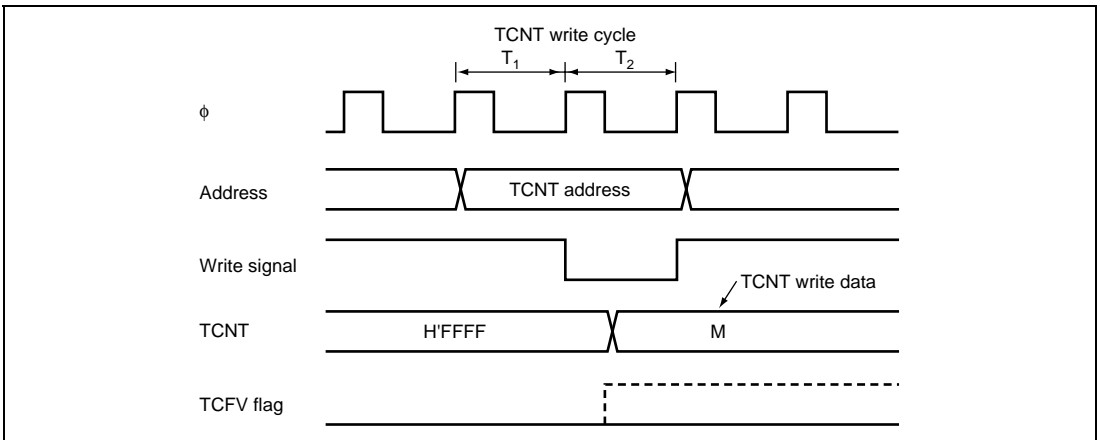 TCNT write cycle
T1 T2
ϕ
Address
TCNT address
Write signal
TCNT write data
TCNT
H'FFFF
M
TCFV flag